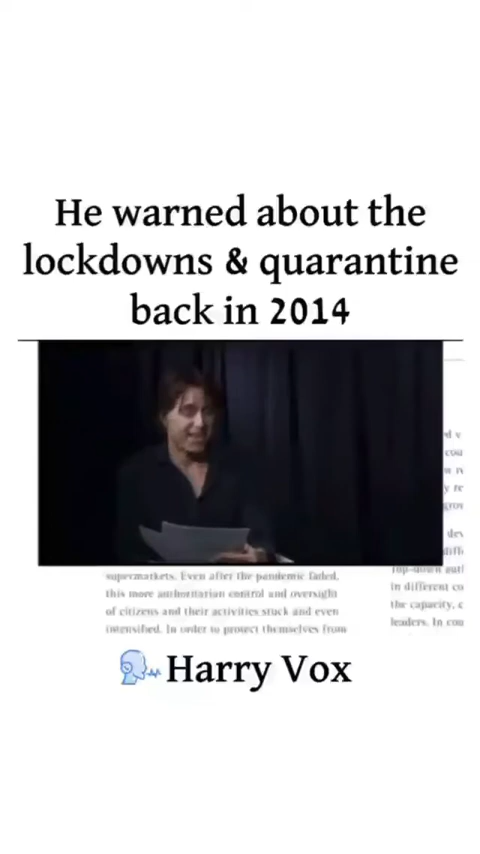 He warned about the
lockdowns & quarantine
back in 2014
supermarkets. Even after the pandemic faded,
this more authoritarian control and oversight
of citizens and their activities stuck and even
intensified. In order to protect themselves from
top-down
in different co
the capacity, c
leaders. In cou
Harry Vox